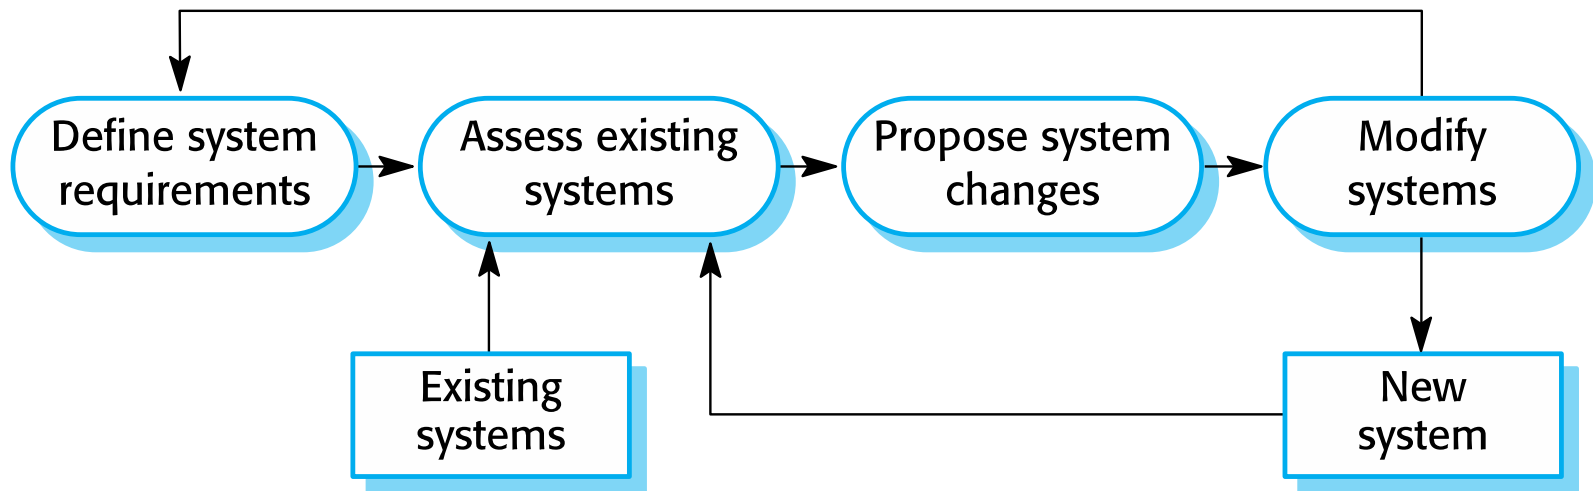 Define system
requirements
Assess existing
systems
Propose system
changes
Modify
systems
Existing
systems
New
system